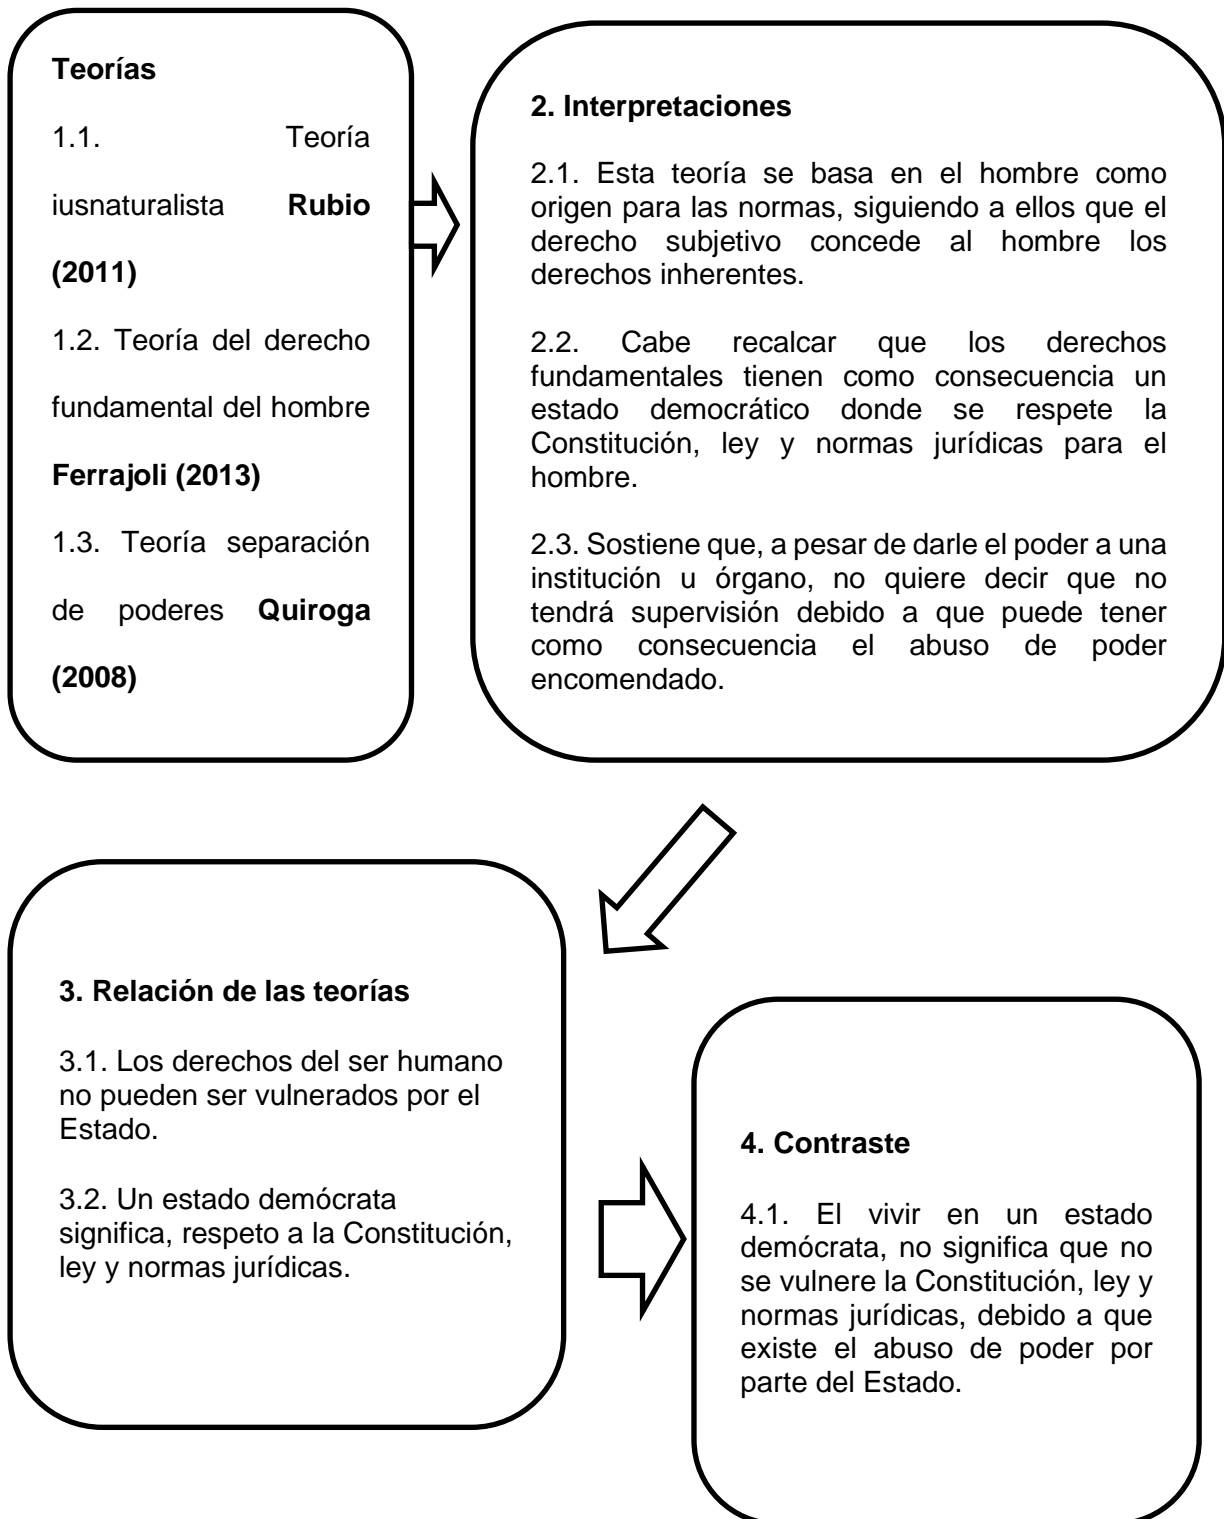 Teorías
1.1. Teoría
iusnaturalista Rubio
(2011)
1.2. Teoría del derecho
fundamental del hombre
Ferrajoli (2013)
1.3. Teoría separación
de poderes Quiroga
(2008)
2. Interpretaciones
2.1. Esta teoría se basa en el hombre como
origen para las normas, siguiendo a ellos que el
derecho subjetivo concede al hombre los
derechos inherentes.
2.2. Cabe recalcar que los derechos
fundamentales tienen como consecuencia un
estado democrático donde se respete la
Constitución, ley y normas jurídicas para el
hombre.
2.3. Sostiene que, a pesar de darle el poder a una
institución u órgano, no quiere decir que no
tendrá supervisión debido a que puede tener
como consecuencia el abuso de poder
encomendado.
3. Relación de las teorías
3.1. Los derechos del ser humano
no pueden ser vulnerados por el
Estado.
3.2. Un estado demócrata
significa, respeto a la Constitución,
ley y normas jurídicas.
4. Contraste
4.1. El vivir en un estado
demócrata, no significa que no
se vulnere la Constitución, ley y
normas jurídicas, debido a que
existe el abuso de poder por
parte del Estado.